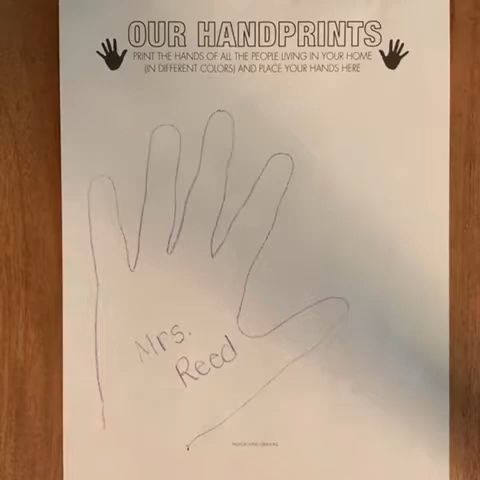 OUR HANDPRINTS
PRINT THE HANDS OF ALL THE PEOPLE LIVING IN YOUR HOME
(IN DIFFERENT COLORS) AND PLACE YOUR HANDS HERE
Mrs.
Reed